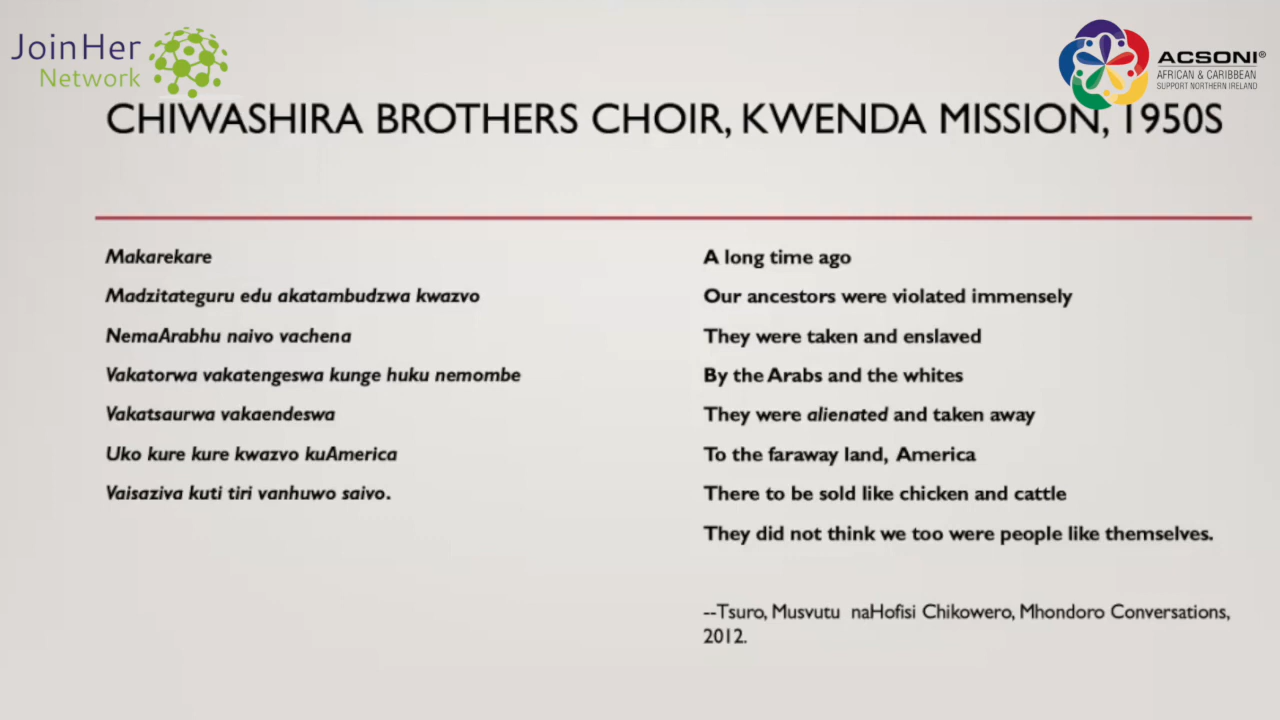 JoinHer
Network
ACSONI®
AFRICAN & CARIBBEAN
SUPPORT NORTHERN IRELAND
CHIWASHIRA BROTHERS CHOIR, KWENDA MISSION, 1950S
Makarekare
Madzitateguru edu akatambudzwa kwazvo
NemaArabhu naivo vachena
Vakatorwa vakatengeswa kunge huku nemombe
Vakatsaurwa vakaendeswa
Uko kure kure kwazvo kuAmerica
Vaisaziva kuti tiri vanhuwo saivo.
A long time ago
Our ancestors were violated immensely
They were taken and enslaved
By the Arabs and the whites
They were alienated and taken away
To the faraway land, America
There to be sold like chicken and cattle
They did not think we too were people like themselves.
--Tsuro, Musvutu naHofisi Chikowero, Mhondoro Conversations,
2012.